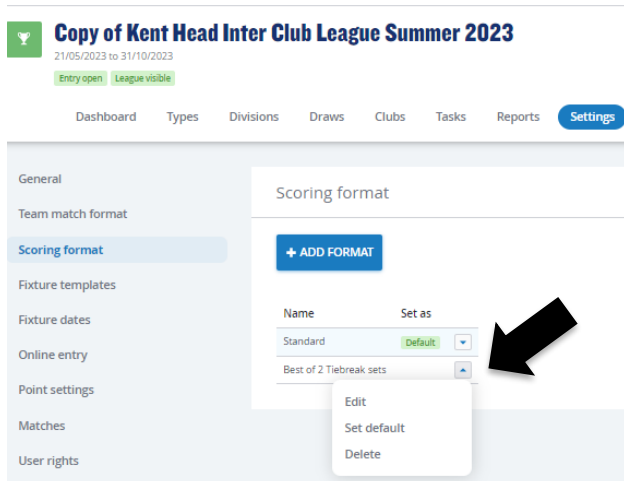 Copy of Kent Head Inter Club League Summer 2023
21/05/2023 to 31/10/2023
Entry open League visible
Dashboard Types Divisions Draws Clubs Tasks Reports Settings
General
Team match format
Scoring format
Fixture templates
Fixture dates
Online entry
Point settings
Matches
User rights
Scoring format
+ ADD FORMAT
Name Set as
Standard Default
Best of 2 Tiebreak sets
Edit
Set default
Delete